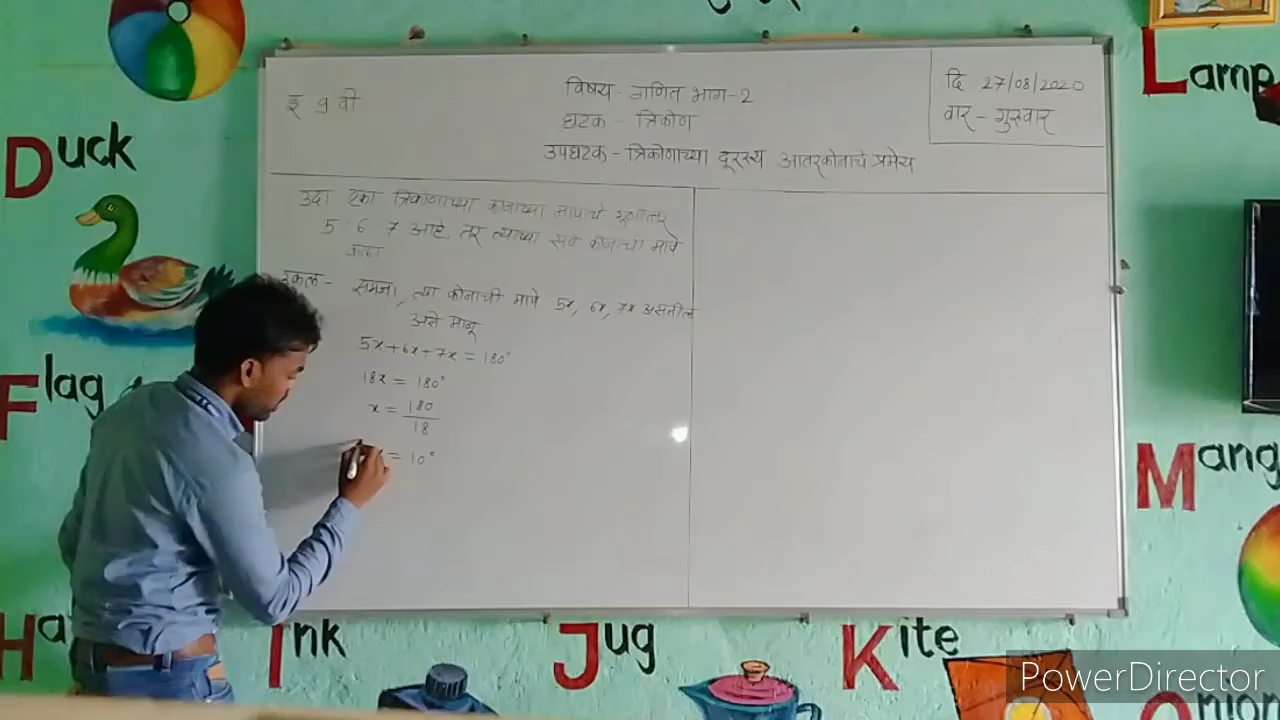 इ 9 वी
विषय - गणित भाग-2
घटक - त्रिकोण
उपघटक - त्रिकोणाच्या दूरस्थ आंतरकोनाचे प्रमेय
दि 27/08/2020
वार - गुरुवार
उदा एका त्रिकोणाच्या कोनाच्या मापाचे गुणोत्तर
5 : 6 : 7 आहे. तर त्याच्या सर्व कोनाची मापे
काढा
उकल - समजा, त्या कोनाची मापे 5x, 6x, 7x असतील
असे मानू
5x+6x+7x = 180°
18x = 180°
x = 180
18
= 10°
Duck
Flag
Ha
Ink
Jug
Kite
Lamp
Mang
Onion
PowerDirector